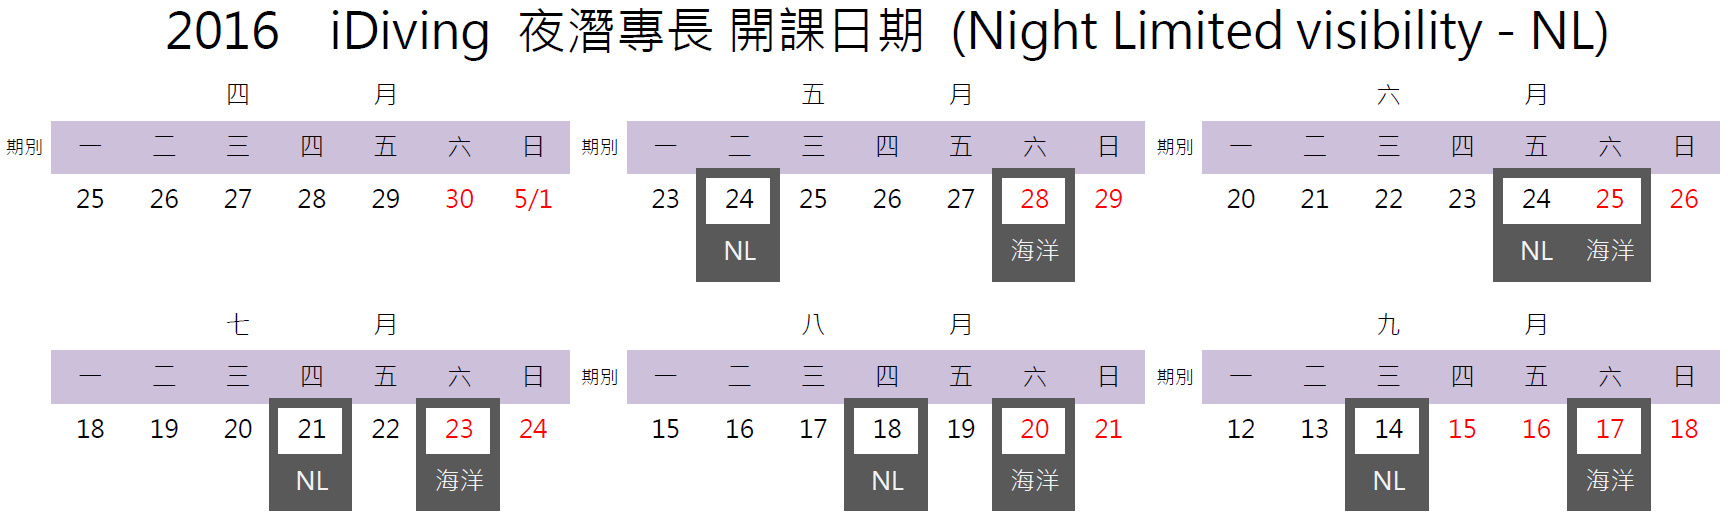 2016 iDiving 夜潛專長 開課日期 (Night Limited visibility - NL)
四 月 五 月 六 月
期別 一 二 三 四 五 六 日 期別 一 二 三 四 五 六 日 期別 一 二 三 四 五 六 日
25 26 27 28 29 30 5/1 23 24 25 26 27 28 29 20 21 22 23 24 25 26
NL 海洋 NL 海洋
七 月 八 月 九 月
一 二 三 四 五 六 日 期別 一 二 三 四 五 六 日 期別 一 二 三 四 五 六 日
18 19 20 21 22 23 24 15 16 17 18 19 20 21 12 13 14 15 16 17 18
NL 海洋 NL 海洋 NL 海洋